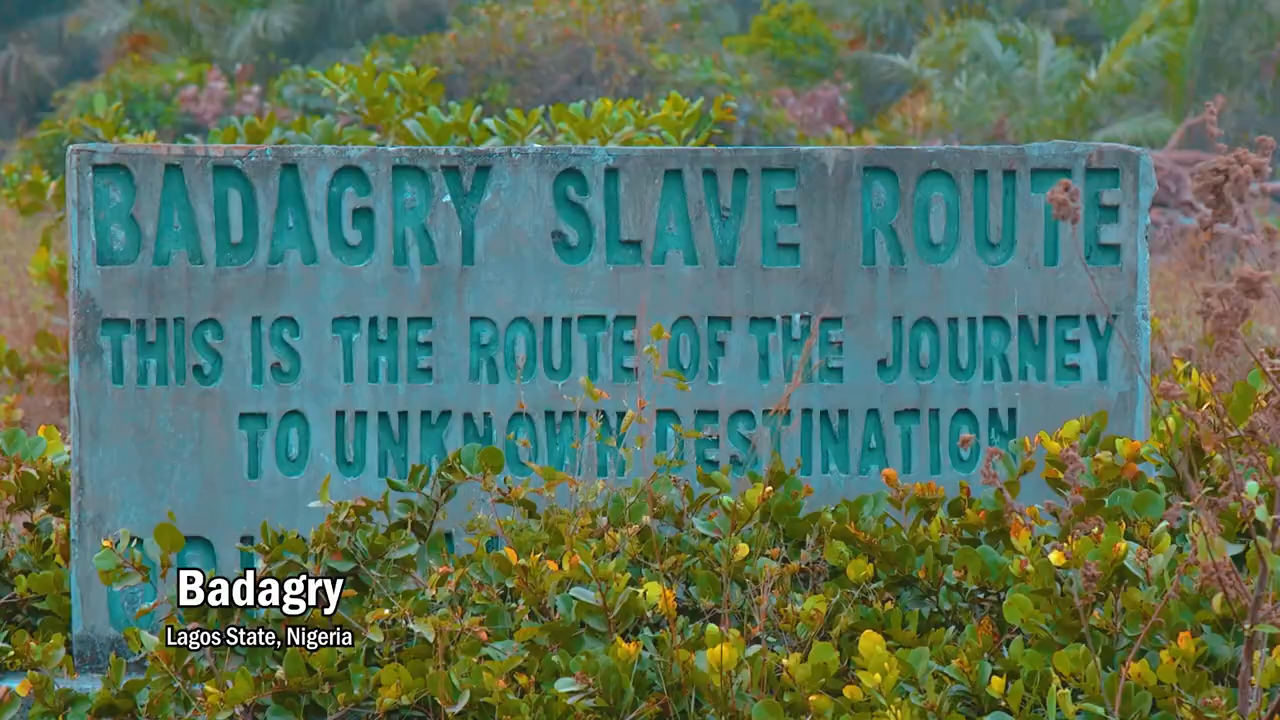 BADAGRY SLAVE ROUTE
THIS IS THE ROUTE OF THE JOURNEY
TO UNKNOWN DESTINATION
Badagry
Lagos State, Nigeria